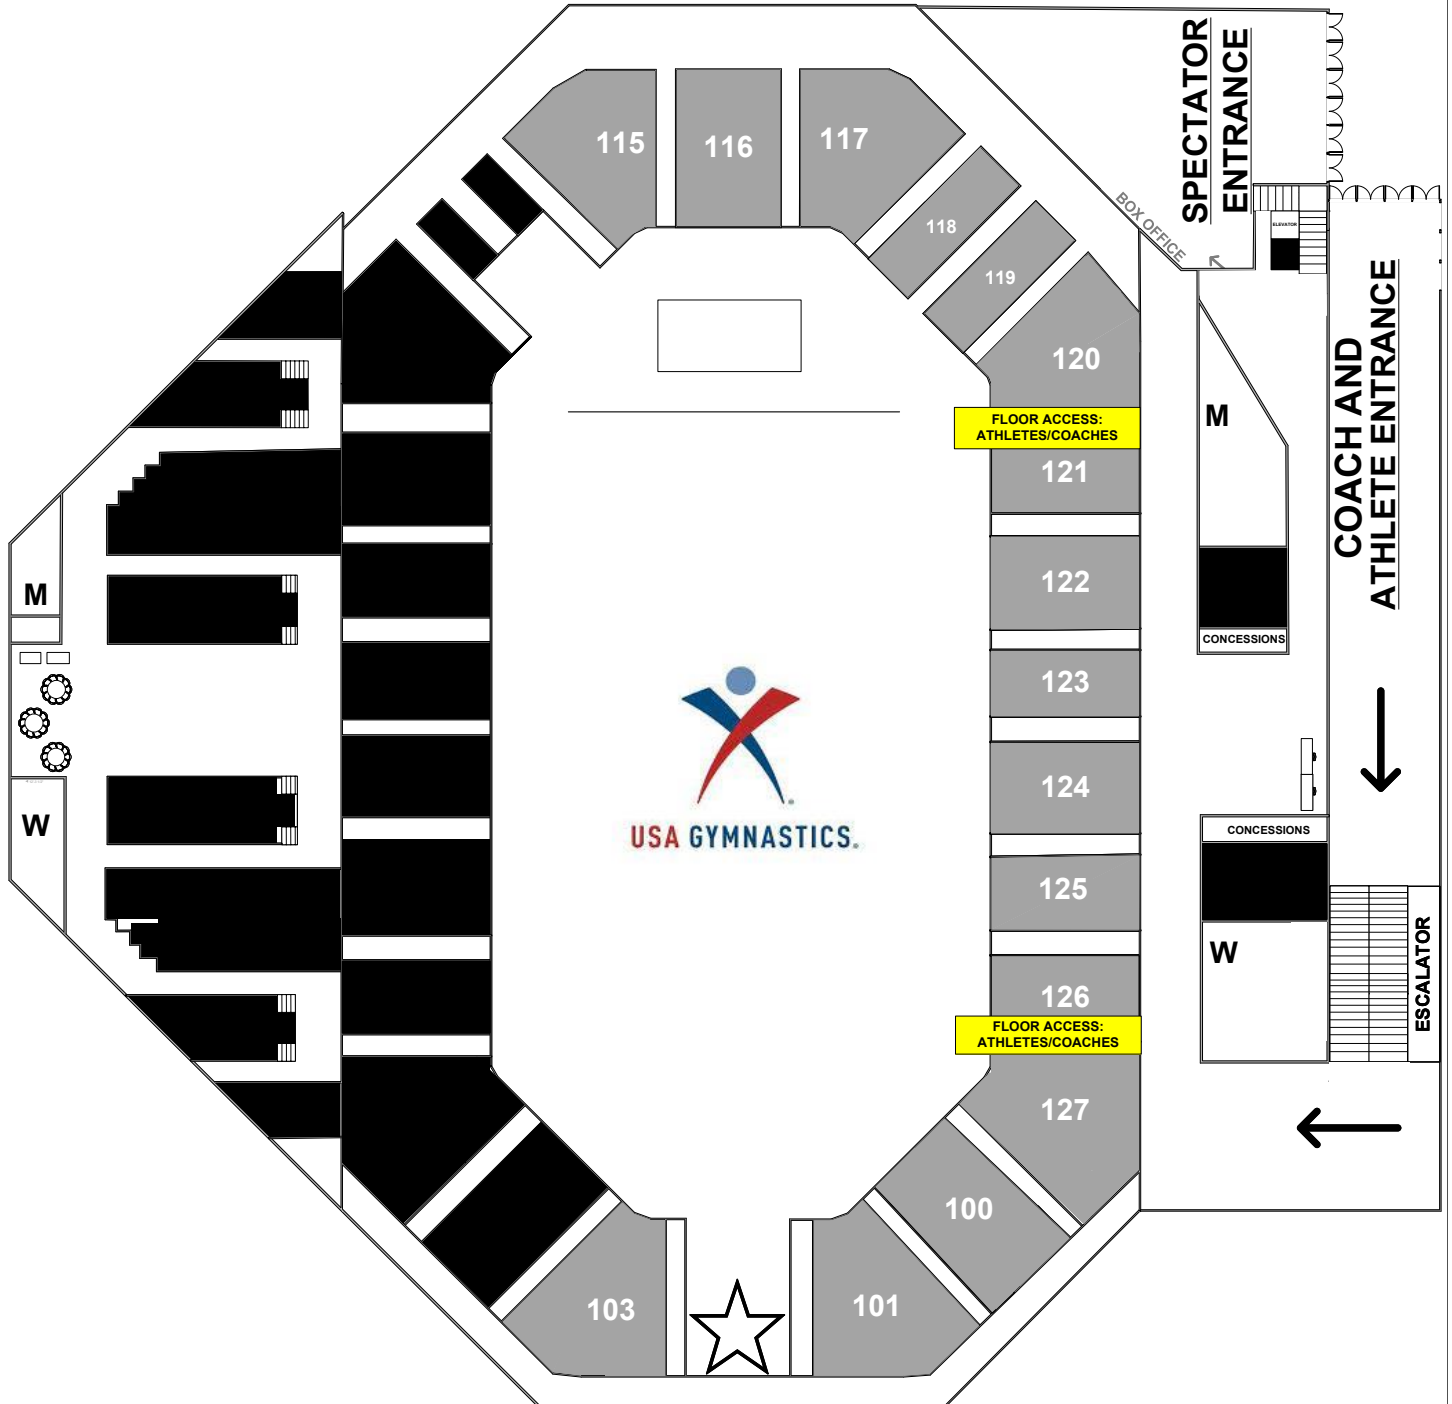 SPECTATOR
ENTRANCE
115
116
117
118
119
BOX OFFICE
ELEVATOR
120
FLOOR ACCESS:
ATHLETES/COACHES
121
M
COACH AND
ATHLETE ENTRANCE
122
M
CONCESSIONS
123
124
USA GYMNASTICS.
W
CONCESSIONS
125
W
ESCALATOR
126
FLOOR ACCESS:
ATHLETES/COACHES
127
100
101
103